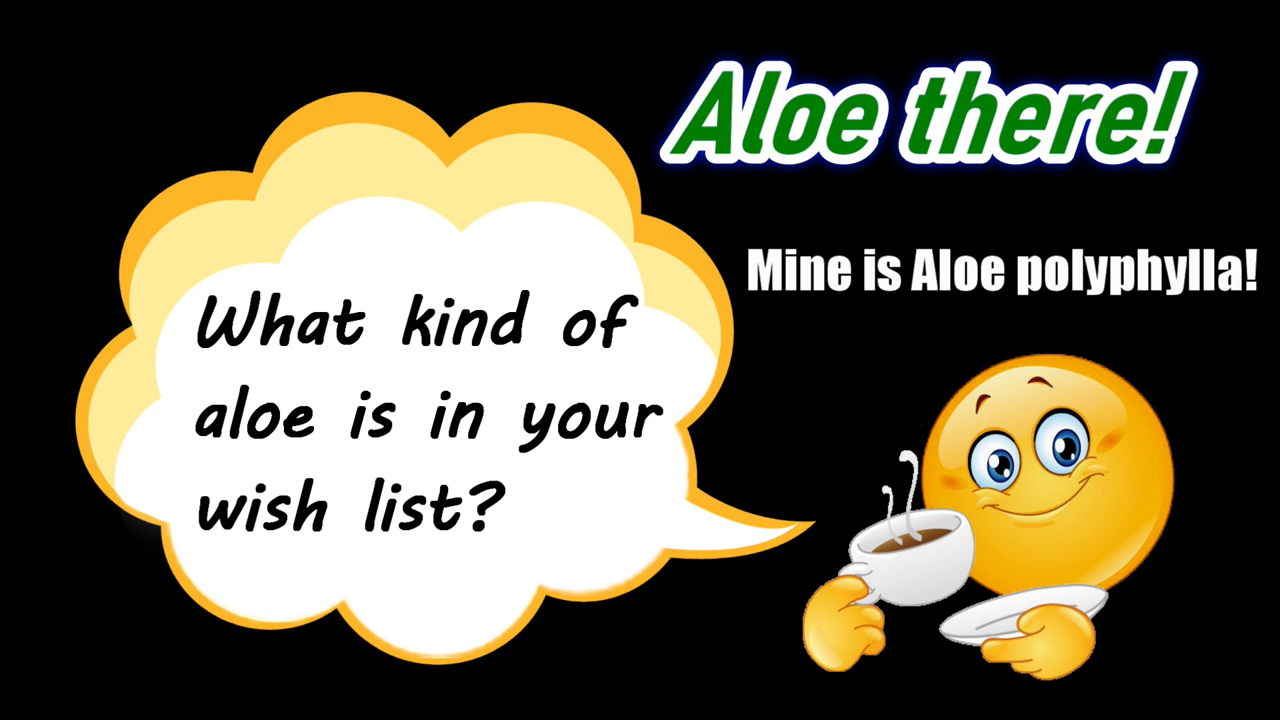 Aloe there!
Mine is Aloe polyphylla!
What kind of
aloe is in your
wish list?